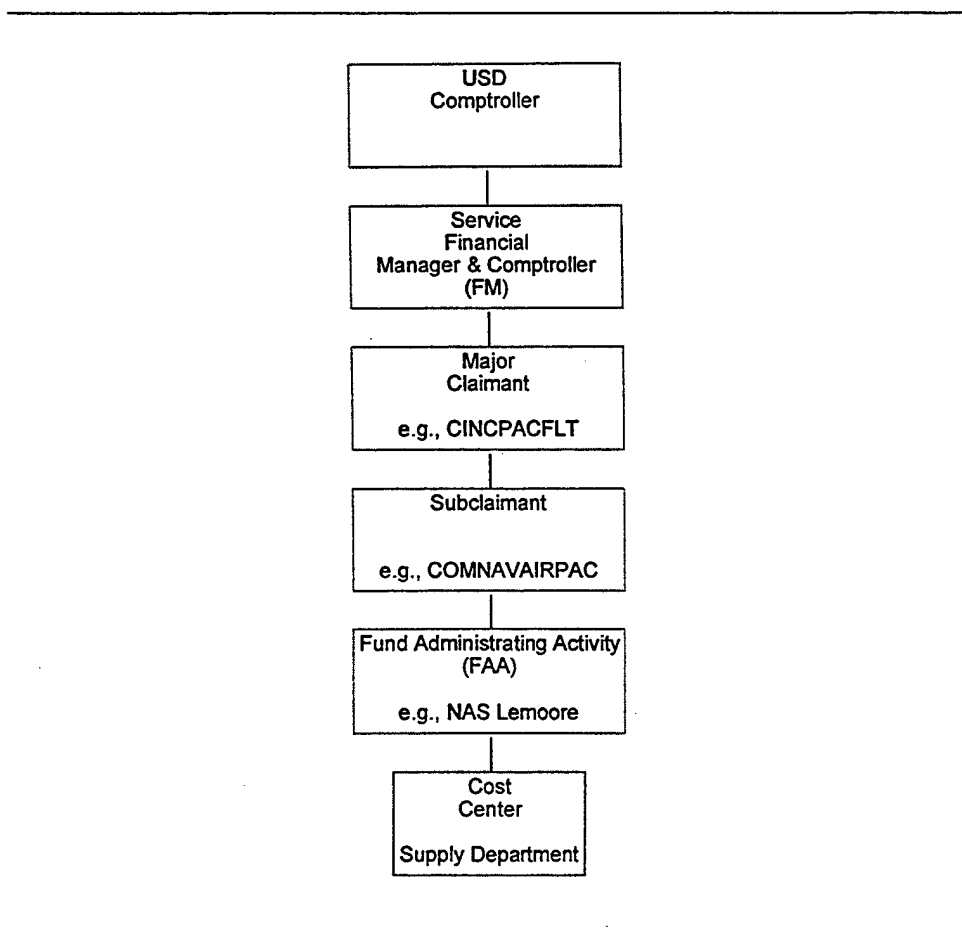 USD
Comptroller
Service
Financial
Manager & Comptroller
(FM)
Major
Claimant
e.g., CINCPACFLT
Subclaimant
e.g., COMNAVAIRPAC
Fund Administrating Activity
(FAA)
e.g., NAS Lemoore
Cost
Center
Supply Department